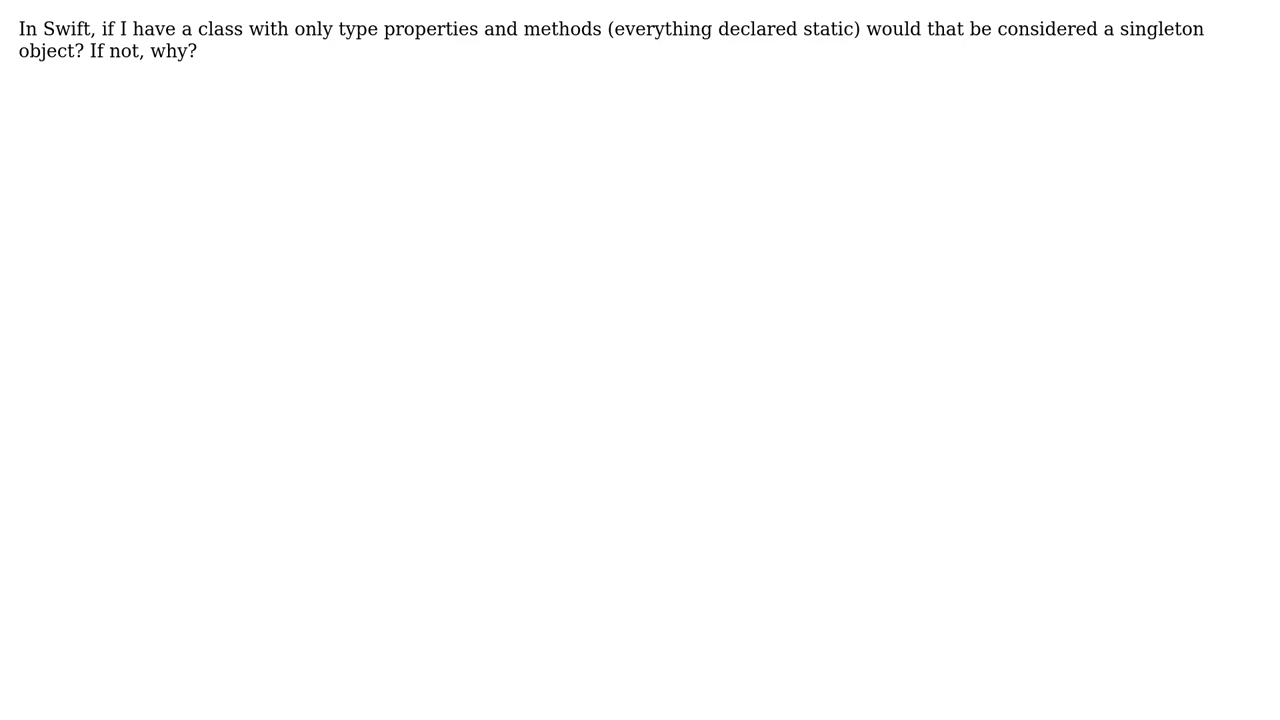 In Swift, if I have a class with only type properties and methods (everything declared static) would that be considered a singleton
object? If not, why?